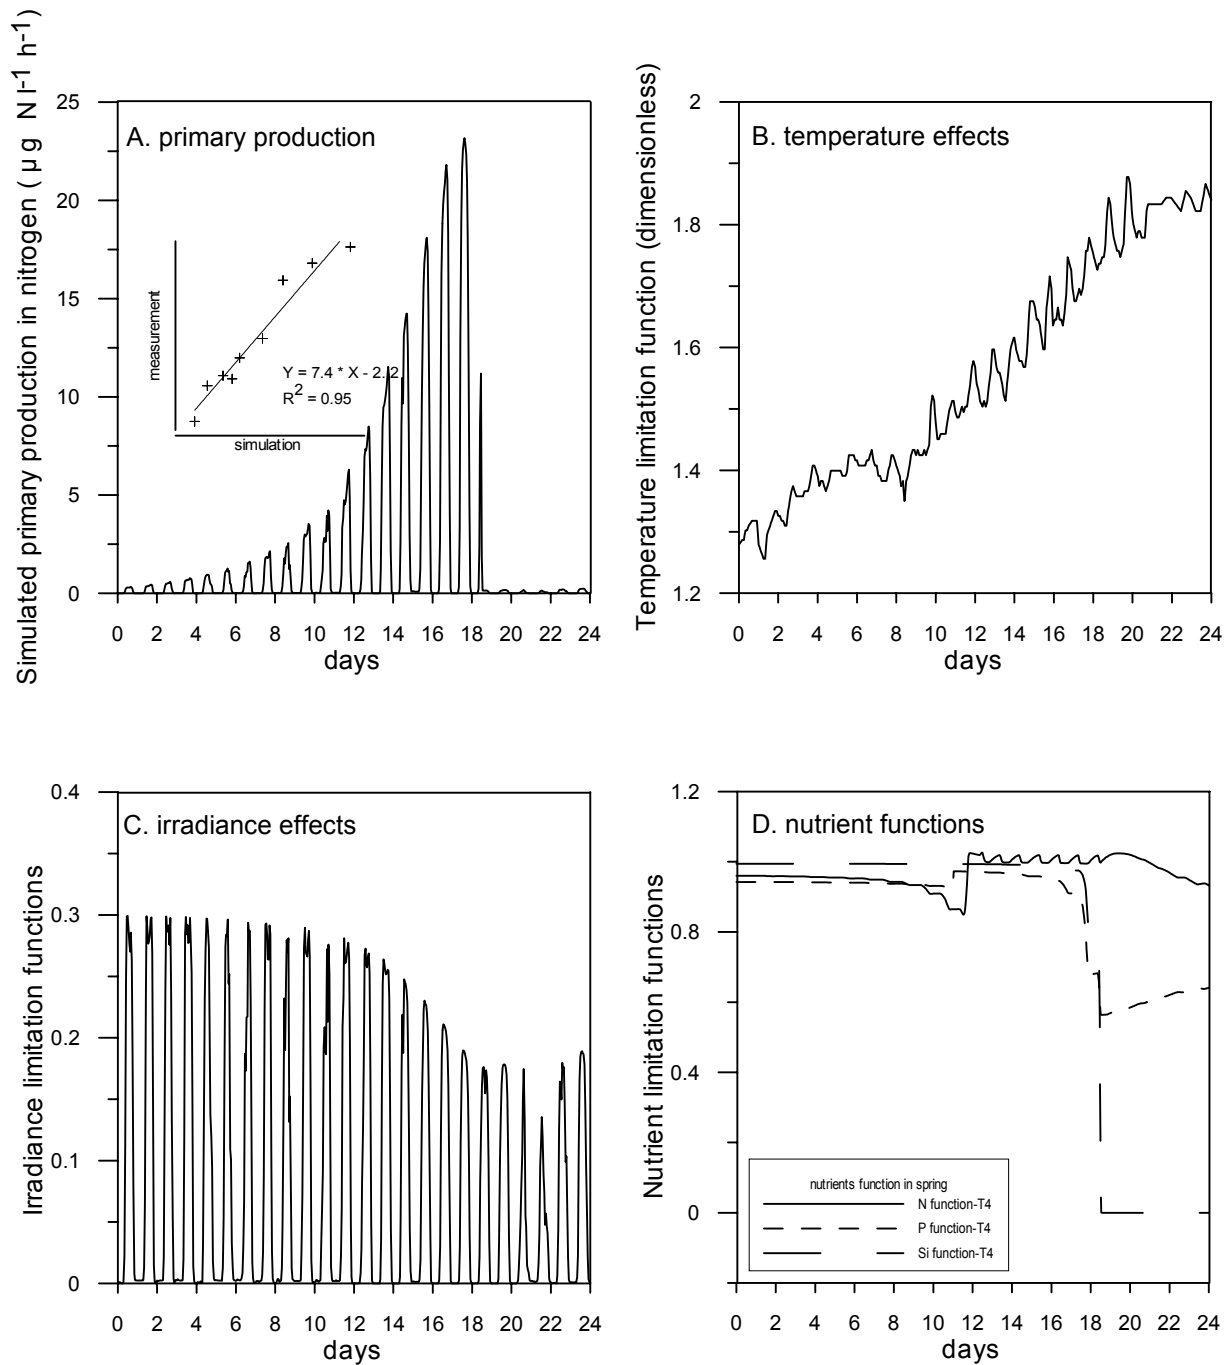 Simulated primary production in nitrogen ( µ g N l-1 h-1)
25
20
15
10
5
0
A. primary production
measurement
simulation
Y = 7.4 * X - 2.2
R2 = 0.95
0 2 4 6 8 10 12 14 16 18 20 22 24
days
Temperature limitation function (dimensionless)
2
1.8
1.6
1.4
1.2
B. temperature effects
0 2 4 6 8 10 12 14 16 18 20 22 24
days
Irradiance limitation functions
0.4
0.3
0.2
0.1
0
C. irradiance effects
0 2 4 6 8 10 12 14 16 18 20 22 24
days
Nutrient limitation functions
1.2
0.8
0.4
0
D. nutrient functions
nutrients function in spring
N function-T4
P function-T4
Si function-T4
0 2 4 6 8 10 12 14 16 18 20 22 24
days